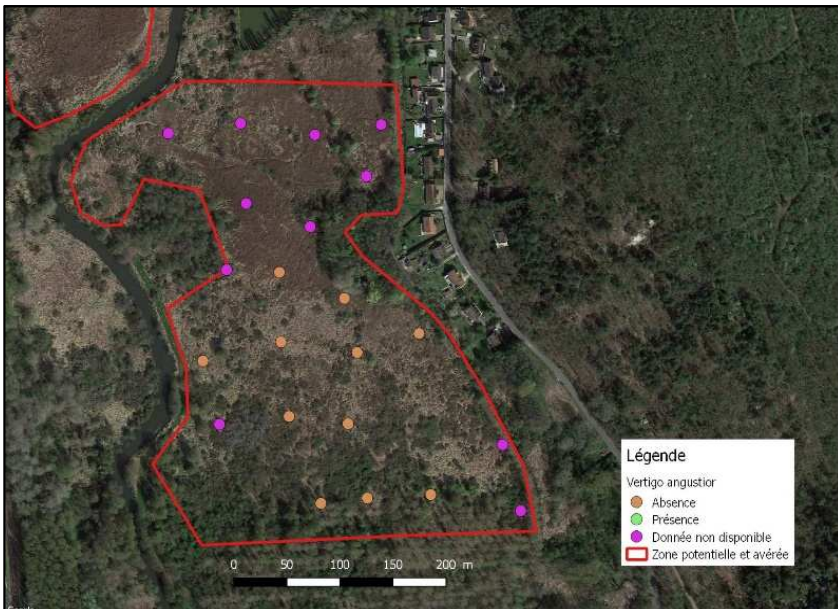 Légende
Vertigo angustior
Absence
Présence
Donnée non disponible
Zone potentielle et avérée
0 50 100 150 200 m